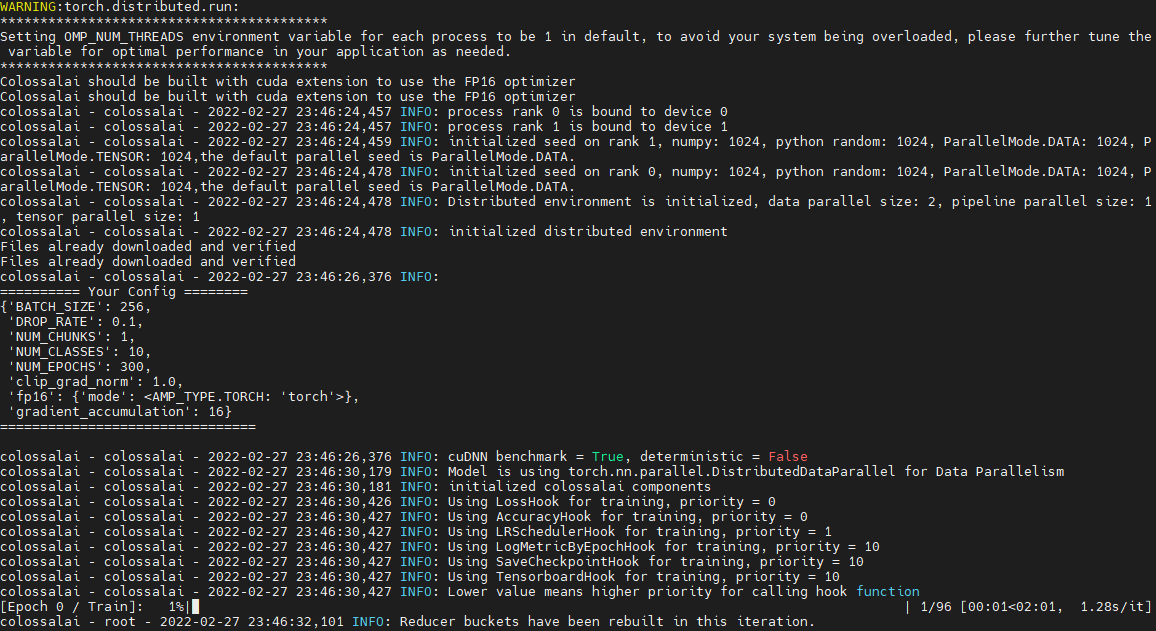 WARNING:torch.distributed.run:
*****************************************
Setting OMP_NUM_THREADS environment variable for each process to be 1 in default, to avoid your system being overloaded, please further tune the
 variable for optimal performance in your application as needed.
*****************************************
Colossalai should be built with cuda extension to use the FP16 optimizer
Colossalai should be built with cuda extension to use the FP16 optimizer
colossalai - colossalai - 2022-02-27 23:46:24,457 INFO: process rank 0 is bound to device 0
colossalai - colossalai - 2022-02-27 23:46:24,457 INFO: process rank 1 is bound to device 1
colossalai - colossalai - 2022-02-27 23:46:24,459 INFO: initialized seed on rank 1, numpy: 1024, python random: 1024, ParallelMode.DATA: 1024, P
arallelMode.TENSOR: 1024,the default parallel seed is ParallelMode.DATA.
colossalai - colossalai - 2022-02-27 23:46:24,478 INFO: initialized seed on rank 0, numpy: 1024, python random: 1024, ParallelMode.DATA: 1024, P
arallelMode.TENSOR: 1024,the default parallel seed is ParallelMode.DATA.
colossalai - colossalai - 2022-02-27 23:46:24,478 INFO: Distributed environment is initialized, data parallel size: 2, pipeline parallel size: 1
, tensor parallel size: 1
colossalai - colossalai - 2022-02-27 23:46:24,478 INFO: initialized distributed environment
Files already downloaded and verified
Files already downloaded and verified
colossalai - colossalai - 2022-02-27 23:46:26,376 INFO:
========== Your Config ========
{'BATCH_SIZE': 256,
 'DROP_RATE': 0.1,
 'NUM_CHUNKS': 1,
 'NUM_CLASSES': 10,
 'NUM_EPOCHS': 300,
 'clip_grad_norm': 1.0,
 'fp16': {'mode': <AMP_TYPE.TORCH: 'torch'>},
 'gradient_accumulation': 16}
================================
colossalai - colossalai - 2022-02-27 23:46:26,376 INFO: cuDNN benchmark = True, deterministic = False
colossalai - colossalai - 2022-02-27 23:46:30,179 INFO: Model is using torch.nn.parallel.DistributedDataParallel for Data Parallelism
colossalai - colossalai - 2022-02-27 23:46:30,181 INFO: initialized colossalai components
colossalai - colossalai - 2022-02-27 23:46:30,426 INFO: Using LossHook for training, priority = 0
colossalai - colossalai - 2022-02-27 23:46:30,427 INFO: Using AccuracyHook for training, priority = 0
colossalai - colossalai - 2022-02-27 23:46:30,427 INFO: Using LRSchedulerHook for training, priority = 1
colossalai - colossalai - 2022-02-27 23:46:30,427 INFO: Using LogMetricByEpochHook for training, priority = 10
colossalai - colossalai - 2022-02-27 23:46:30,427 INFO: Using SaveCheckpointHook for training, priority = 10
colossalai - colossalai - 2022-02-27 23:46:30,427 INFO: Using TensorboardHook for training, priority = 10
colossalai - colossalai - 2022-02-27 23:46:30,427 INFO: Lower value means higher priority for calling hook function
[Epoch 0 / Train]:   1%|█ | 1/96 [00:01<02:01,  1.28s/it]
colossalai - root - 2022-02-27 23:46:32,101 INFO: Reducer buckets have been rebuilt in this iteration.